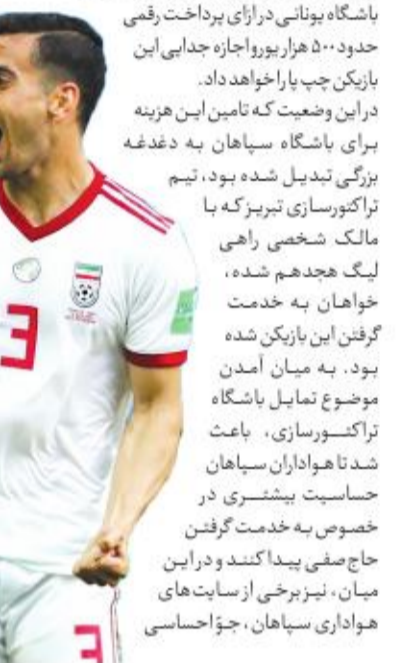 باشگاه یونانی در ازای پرداخت رقمی
حدود ۵۰۰ هزار یورو اجازه جدایی این
بازیکن چپ پا را خواهد داد.
در این وضعیت که تامین این هزینه
برای باشگاه سپاهان به دغدغه
بزرگی تبدیل شده بود، تیم
تراکتورسازی تبریز که با
مالک شخصی راهی
لیگ هجدهم شده،
خواهان به خدمت
گرفتن این بازیکن شده
بود. به میان آمدن
موضوع تمایل باشگاه
تراکتورسازی، باعث
شد تا هواداران سپاهان
حساسیت بیشتری در
خصوص به خدمت گرفتن
حاج‌صفی پیدا کنند و در این
میان، نیز برخی از سایت‌های
هواداری سپاهان، جوّ احساسی
3
3